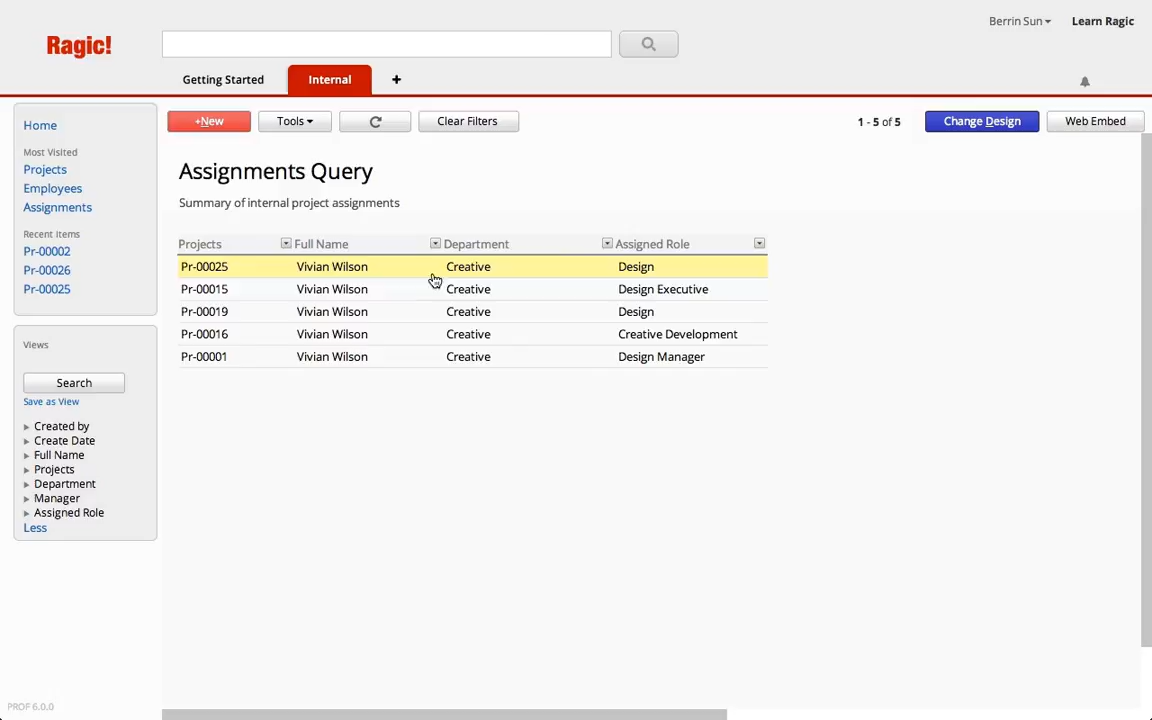 Berrin Sun Learn Ragic
Ragic!
Getting Started Internal +
Home
Most Visited
Projects
Employees
Assignments
Recent Items
Pr-00002
Pr-00026
Pr-00025
Views
Search
Save as View
Created by
Create Date
Full Name
Projects
Department
Manager
Assigned Role
Less
PROF 6.0.0
+New Tools Clear Filters 1 - 5 of 5 Change Design Web Embed
Assignments Query
Summary of internal project assignments
Projects Full Name Department Assigned Role
Pr-00025 Vivian Wilson Creative Design
Pr-00015 Vivian Wilson Creative Design Executive
Pr-00019 Vivian Wilson Creative Design
Pr-00016 Vivian Wilson Creative Creative Development
Pr-00001 Vivian Wilson Creative Design Manager